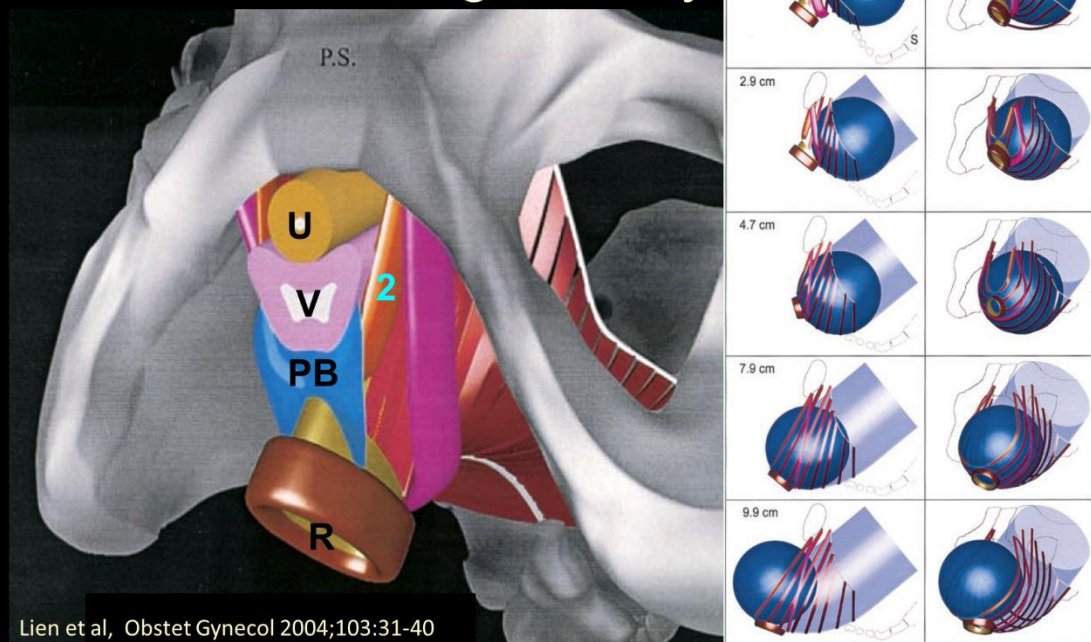 P.S.
U
V
2
PB
R
Lien et al, Obstet Gynecol 2004;103:31-40
S
2.9 cm
4.7 cm
7.9 cm
9.9 cm